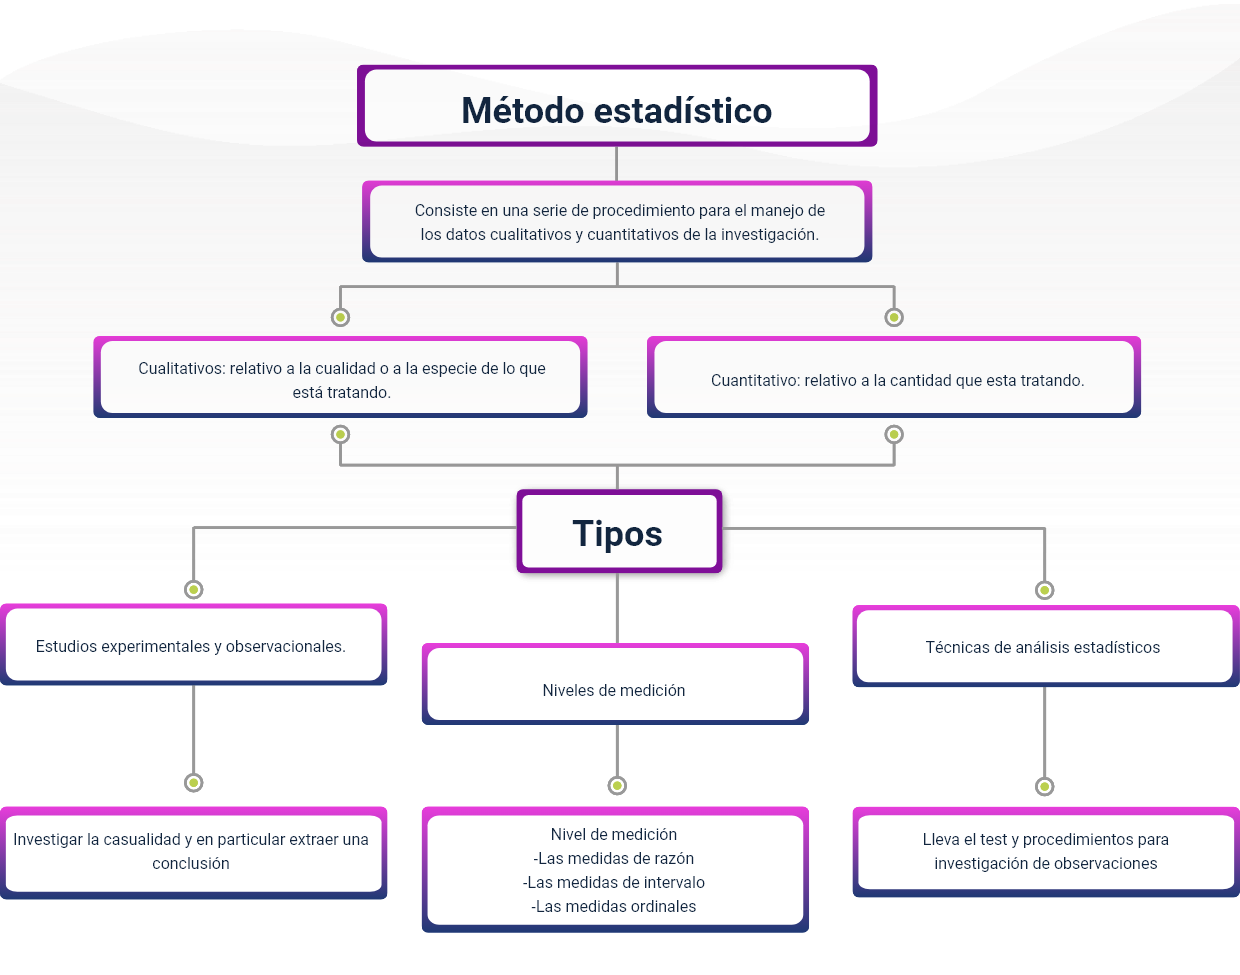 Método estadístico
Consiste en una serie de procedimiento para el manejo de
los datos cualitativos y cuantitativos de la investigación.
Cualitativos: relativo a la cualidad o a la especie de lo que
está tratando.
Cuantitativo: relativo a la cantidad que esta tratando.
Tipos
Estudios experimentales y observacionales.
Niveles de medición
Técnicas de análisis estadísticos
Investigar la casualidad y en particular extraer una
conclusión
Nivel de medición
-Las medidas de razón
-Las medidas de intervalo
-Las medidas ordinales
Lleva el test y procedimientos para
investigación de observaciones